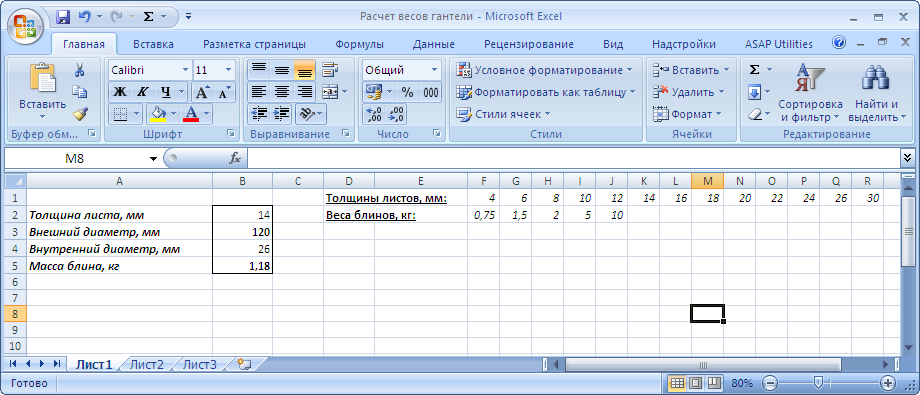 Расчет весов гантели - Microsoft Excel
Главная Вставка Разметка страницы Формулы Данные Рецензирование Вид Надстройки ASAP Utilities
Вставить
Calibri 11
Ж К Ч А А
А
Общий
% 000
,0 ,00
,00 ,0
Условное форматирование
Форматировать как таблицу
Стили ячеек
Вставить
Удалить
Формат
Σ
Сортировка и фильтр
Найти и выделить
Буфер обм... Шрифт Выравнивание Число Стили Ячейки Редактирование
M8 fx
A B C D E F G H I J K L M N O P Q R
1 Толщины листов, мм: 4 6 8 10 12 14 16 18 20 22 24 26 30
2 Толщина листа, мм 14 Веса блинов, кг: 0,75 1,5 2 5 10
3 Внешний диаметр, мм 120
4 Внутренний диаметр, мм 26
5 Масса блина, кг 1,18
6
7
8
9
10
Лист1 Лист2 Лист3
Готово 80%